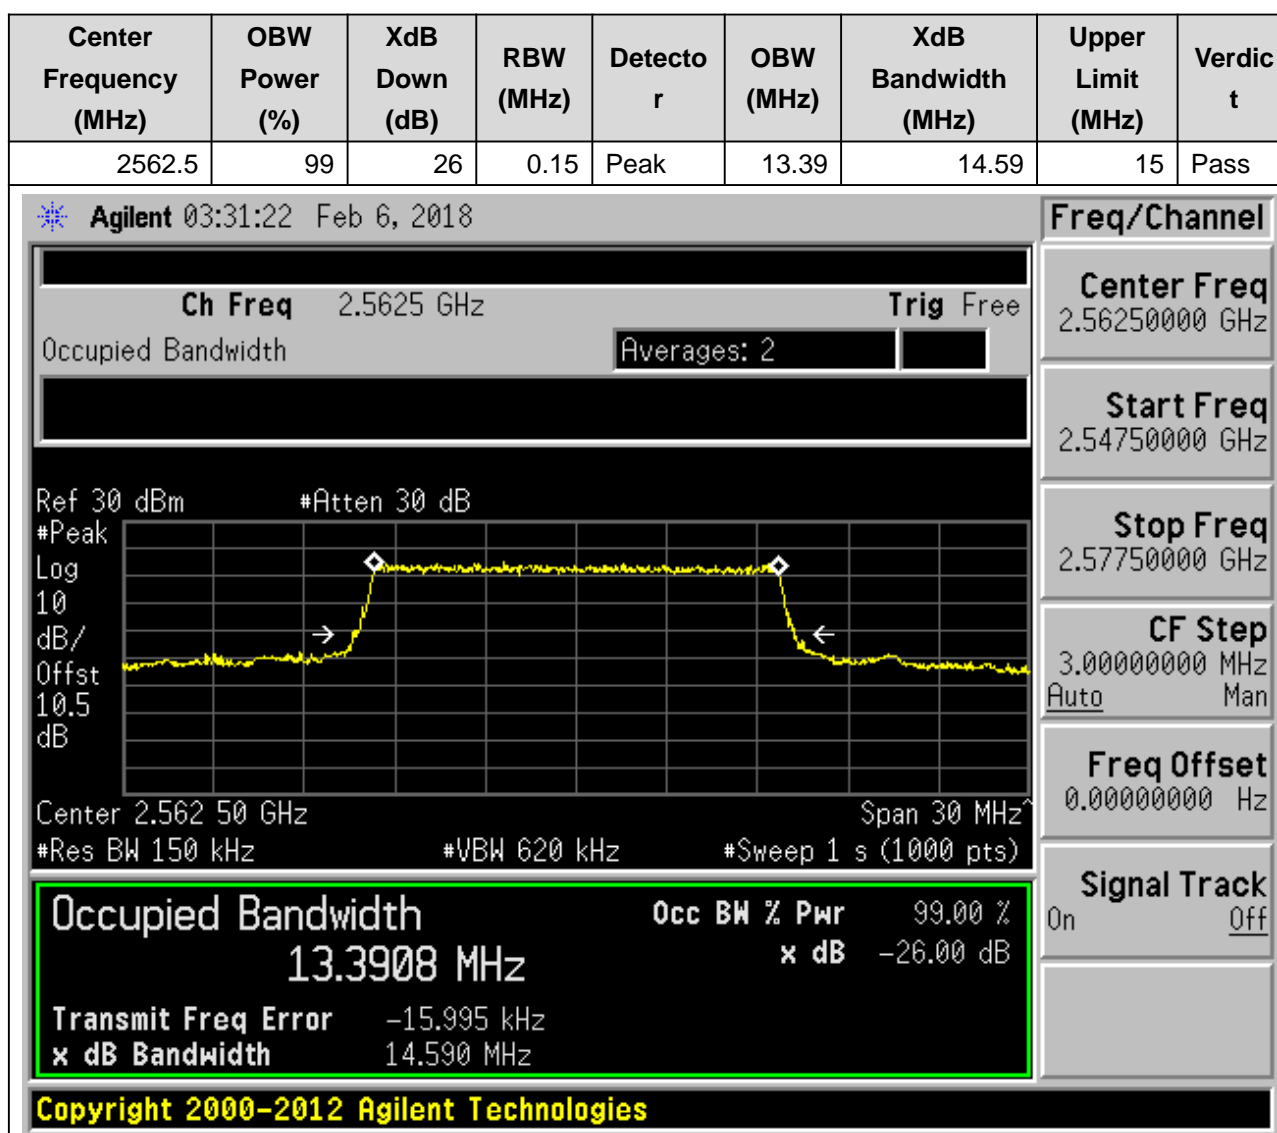 Center Frequency (MHz) OBW Power (%) XdB Down (dB) RBW (MHz) Detecto r OBW (MHz) XdB Bandwidth (MHz) Upper Limit (MHz) Verdic t
2562.5 99 26 0.15 Peak 13.39 14.59 15 Pass
Agilent 03:31:22 Feb 6, 2018
Freq/Channel
Ch Freq 2.5625 GHz Trig Free
Occupied Bandwidth Averages: 2
Center Freq
2.56250000 GHz
Start Freq
2.54750000 GHz
Stop Freq
2.57750000 GHz
CF Step
3.00000000 MHz
Auto Man
Freq Offset
0.00000000 Hz
Signal Track
On Off
Ref 30 dBm #Atten 30 dB
#Peak
Log
10
dB/
Offst
10.5
dB
Center 2.562 50 GHz Span 30 MHz^
#Res BW 150 kHz #VBW 620 kHz #Sweep 1 s (1000 pts)
Occupied Bandwidth Occ BW % Pwr 99.00 %
13.3908 MHz x dB -26.00 dB
Transmit Freq Error -15.995 kHz
x dB Bandwidth 14.590 MHz
Copyright 2000-2012 Agilent Technologies